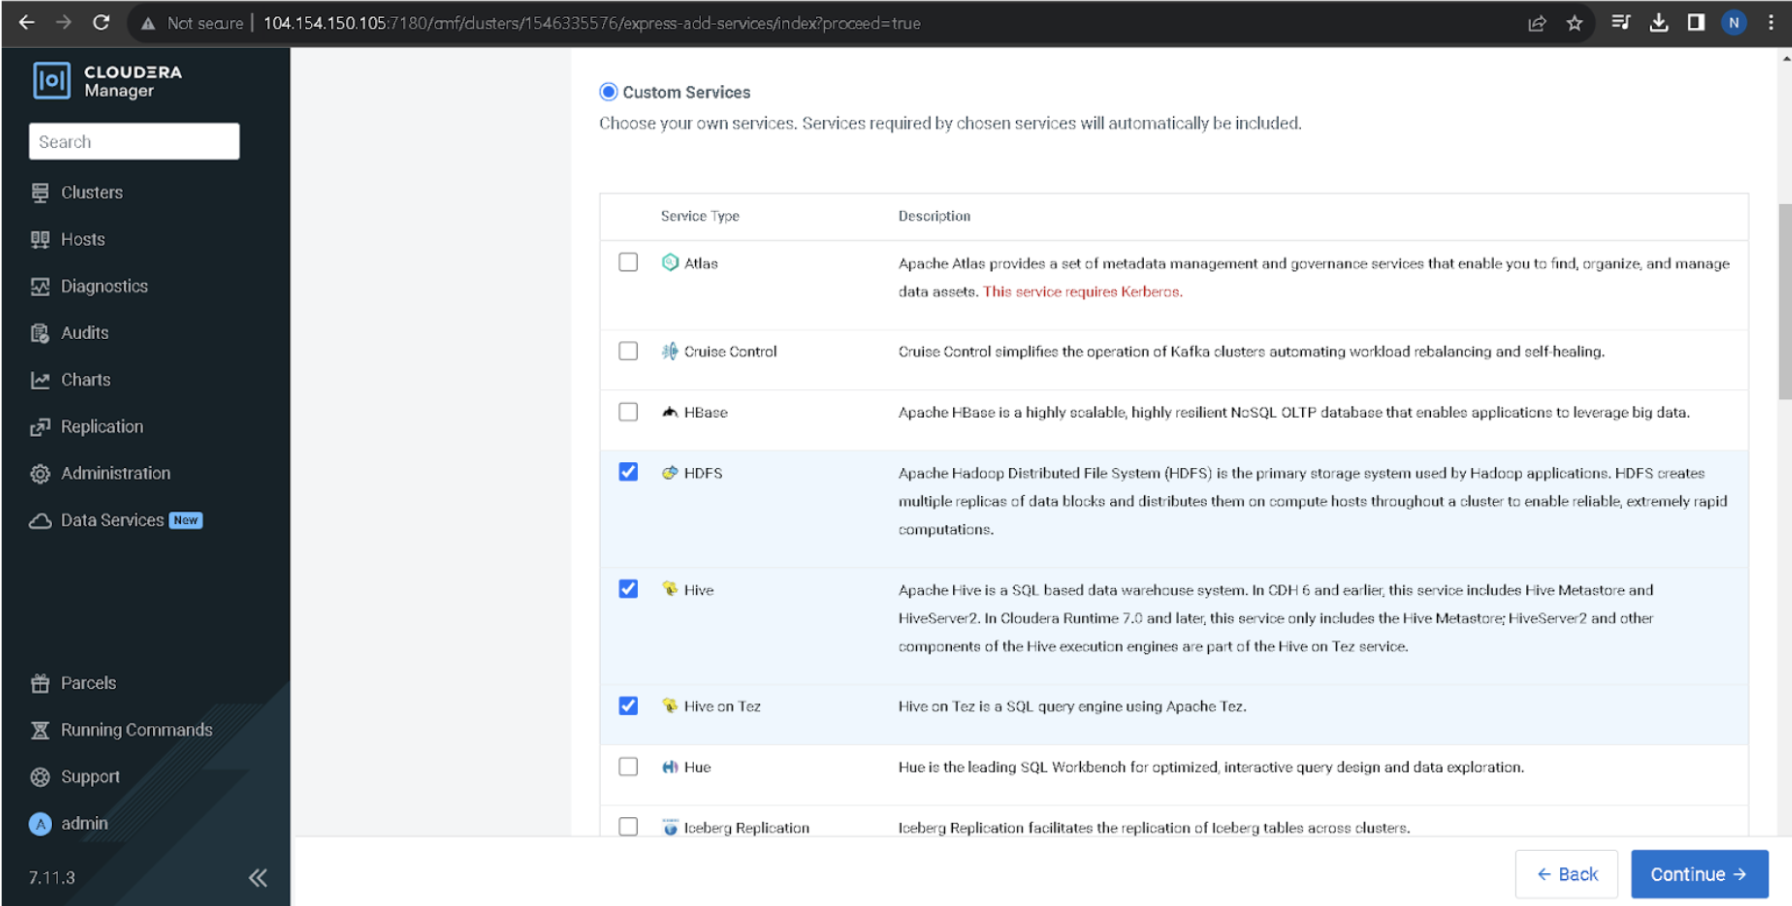 Not secure | 104.154.150.105:7180/cmf/clusters/1546335576/express-add-services/index?proceed=true
N
CLOUDERA
Manager
Search
Clusters
Hosts
Diagnostics
Audits
Charts
Replication
Administration
Data Services New
Parcels
Running Commands
Support
A admin
7.11.3
Custom Services
Choose your own services. Services required by chosen services will automatically be included.
Service Type Description
Atlas Apache Atlas provides a set of metadata management and governance services that enable you to find, organize, and manage
data assets. This service requires Kerberos.
Cruise Control Cruise Control simplifies the operation of Kafka clusters automating workload rebalancing and self-healing.
HBase Apache HBase is a highly scalable, highly resilient NoSQL OLTP database that enables applications to leverage big data.
HDFS Apache Hadoop Distributed File System (HDFS) is the primary storage system used by Hadoop applications. HDFS creates
multiple replicas of data blocks and distributes them on compute hosts throughout a cluster to enable reliable, extremely rapid
computations.
Hive Apache Hive is a SQL based data warehouse system. In CDH 6 and earlier, this service includes Hive Metastore and
HiveServer2. In Cloudera Runtime 7.0 and later, this service only includes the Hive Metastore; HiveServer2 and other
components of the Hive execution engines are part of the Hive on Tez service.
Hive on Tez Hive on Tez is a SQL query engine using Apache Tez.
Hue Hue is the leading SQL Workbench for optimized, interactive query design and data exploration.
Iceberg Replication Iceberg Replication facilitates the replication of Iceberg tables across clusters.
← Back
Continue →